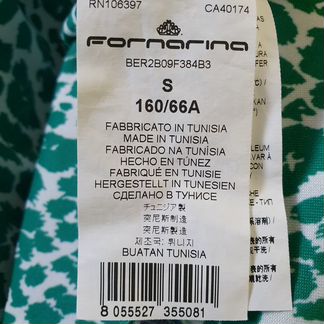 RN106397 CA40174
Fornarina
BER2B09F384B3
S
160/66A
FABBRICATO IN TUNISIA
MADE IN TUNISIA
FABRICADO NA TUNÍSIA
HECHO EN TÚNEZ
FABRIQUÉ EN TUNISIE
HERGESTELLT IN TUNESIEN
СДЕЛАНО В ТУНИСЕ
チュニジア製
突尼斯制造
突尼斯製造
제조국: 튀니지
BUATAN TUNISIA
8 055527 355081